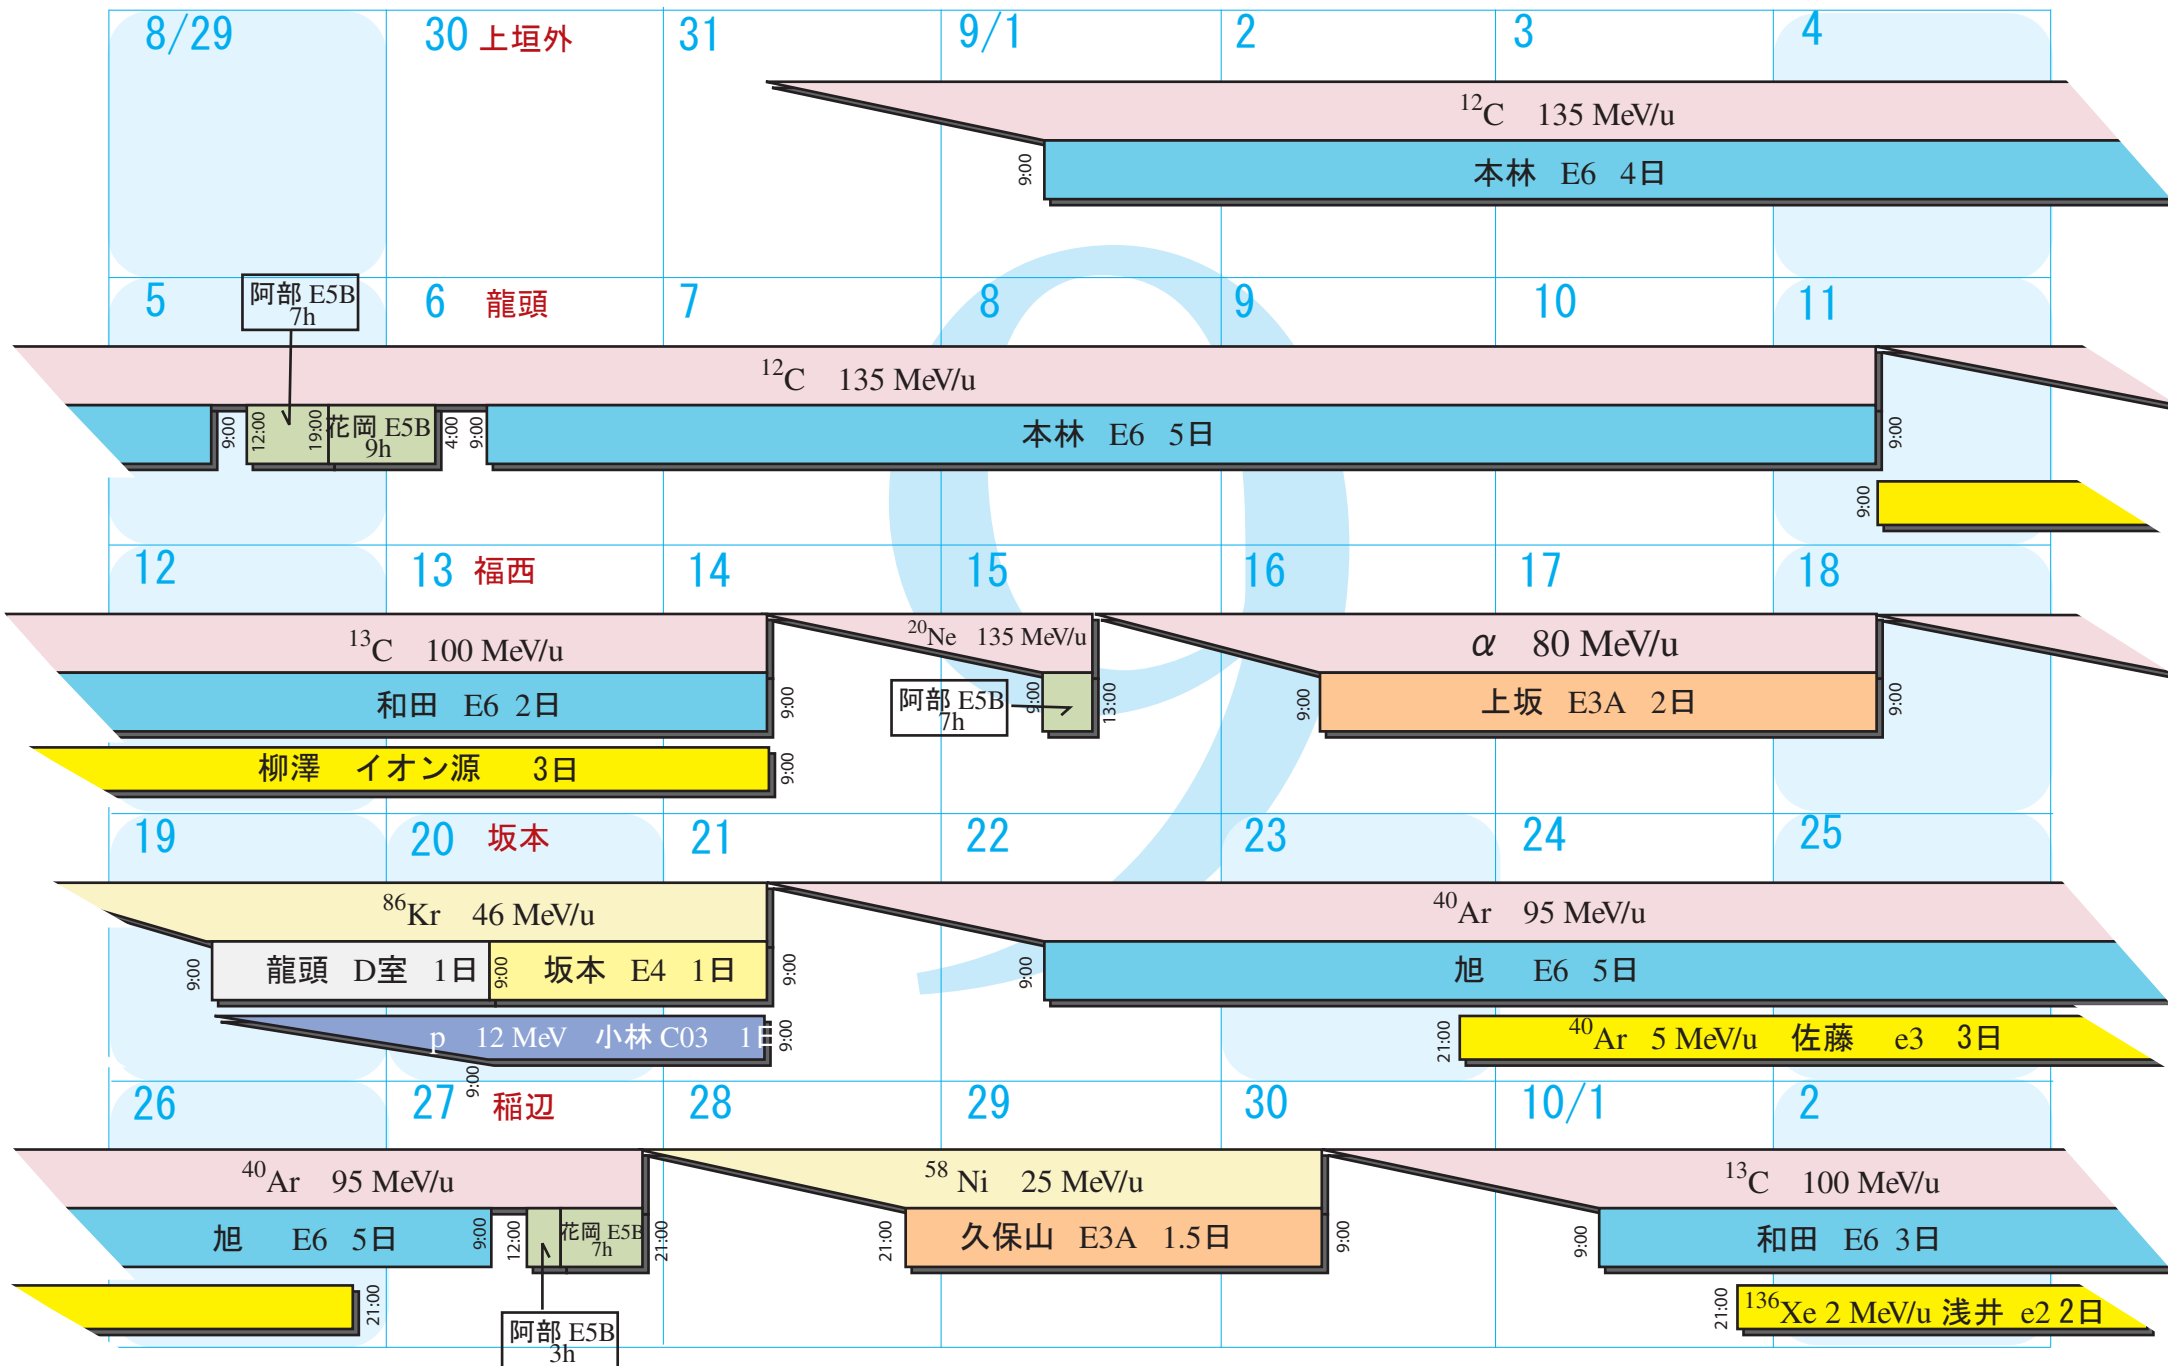 8/29 30 上垣外 31 9/1 2 3 4
12C 135 MeV/u
9:00 本林 E6 4日
5 6 龍頭 7 8 9 10 11
阿部 E5B
7h
12C 135 MeV/u
9:00 12:00 19:00 花岡 E5B
9h
4:00 9:00 本林 E6 5日 9:00
9:00
12 13 福西 14 15 16 17 18
13C 100 MeV/u 20Ne 135 MeV/u α 80 MeV/u
和田 E6 2日 9:00
阿部 E5B
7h
9:00 13:00 9:00 上坂 E3A 2日 9:00
柳澤 イオン源 3日 9:00
19 20 坂本 21 22 23 24 25
86Kr 46 MeV/u 40Ar 95 MeV/u
9:00 龍頭 D室 1日 9:00 坂本 E4 1日 9:00 9:00 旭 E6 5日
p 12 MeV 小林 C03 1日 9:00
9:00
21:00 40Ar 5 MeV/u 佐藤 e3 3日
26 27 稲辺 28 29 30 10/1 2
40Ar 95 MeV/u 58 Ni 25 MeV/u 13C 100 MeV/u
旭 E6 5日 9:00 12:00 花岡 E5B
7h
21:00 21:00 久保山 E3A 1.5日 9:00 9:00 和田 E6 3日
21:00
阿部 E5B
3h
21:00 136Xe 2 MeV/u 浅井 e2 2日
9